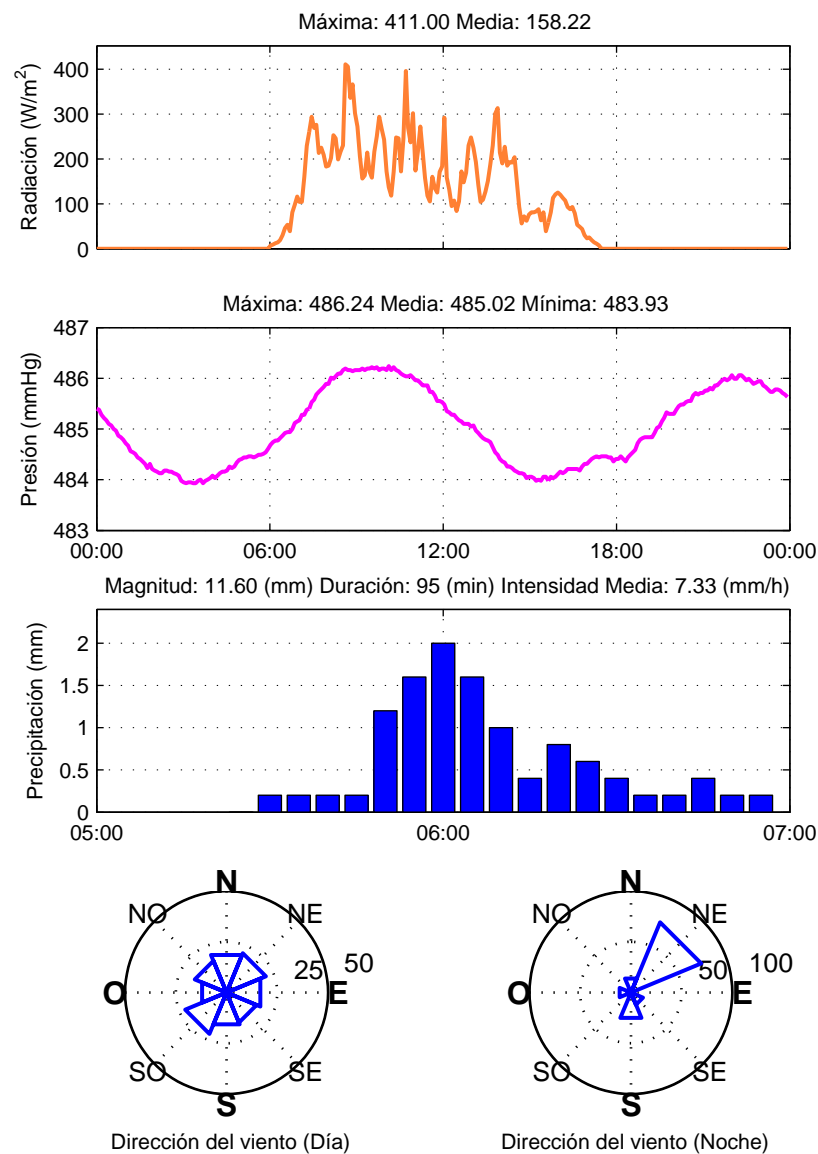 Máxima: 411.00 Media: 158.22
Radiación (W/m²)
400
300
200
100
0
Máxima: 486.24 Media: 485.02 Mínima: 483.93
Presión (mmHg)
487
486
485
484
483
00:00 06:00 12:00 18:00 00:00
Magnitud: 11.60 (mm) Duración: 95 (min) Intensidad Media: 7.33 (mm/h)
Precipitación (mm)
2
1.5
1
0.5
0
05:00 06:00 07:00
N
NO NE
25 50
O E
SO SE
S
Dirección del viento (Día)
N
NO NE
50 100
O E
SO SE
S
Dirección del viento (Noche)